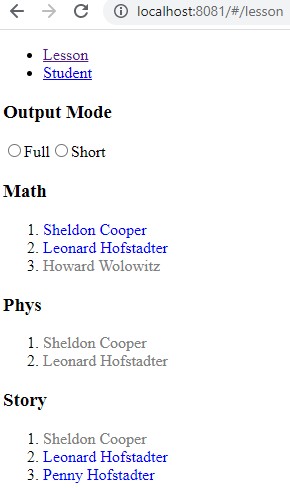 localhost:8081/#/lesson
Lesson
Student
Output Mode
Full Short
Math
1. Sheldon Cooper
2. Leonard Hofstadter
3. Howard Wolowitz
Phys
1. Sheldon Cooper
2. Leonard Hofstadter
Story
1. Sheldon Cooper
2. Leonard Hofstadter
3. Penny Hofstadter